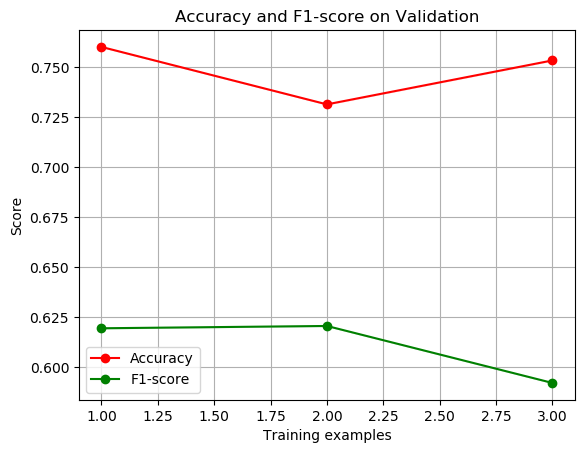 Accuracy and F1-score on Validation
Score
0.750
0.725
0.700
0.675
0.650
0.625
0.600
Accuracy
F1-score
1.00 1.25 1.50 1.75 2.00 2.25 2.50 2.75 3.00
Training examples